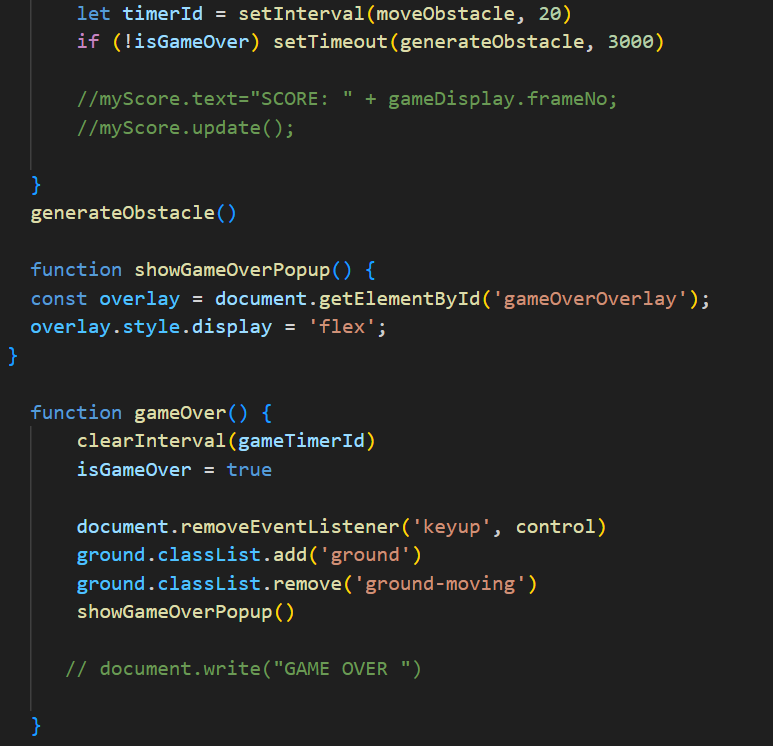 let timerId = setInterval(moveObstacle, 20)
if (!isGameOver) setTimeout(generateObstacle, 3000)
//myScore.text="SCORE: " + gameDisplay.frameNo;
//myScore.update();
}
generateObstacle()
function showGameOverPopup() {
const overlay = document.getElementById('gameOverOverlay');
overlay.style.display = 'flex';
}
function gameOver() {
clearInterval(gameTimerId)
isGameOver = true
document.removeEventListener('keyup', control)
ground.classList.add('ground')
ground.classList.remove('ground-moving')
showGameOverPopup()
// document.write("GAME OVER ")
}